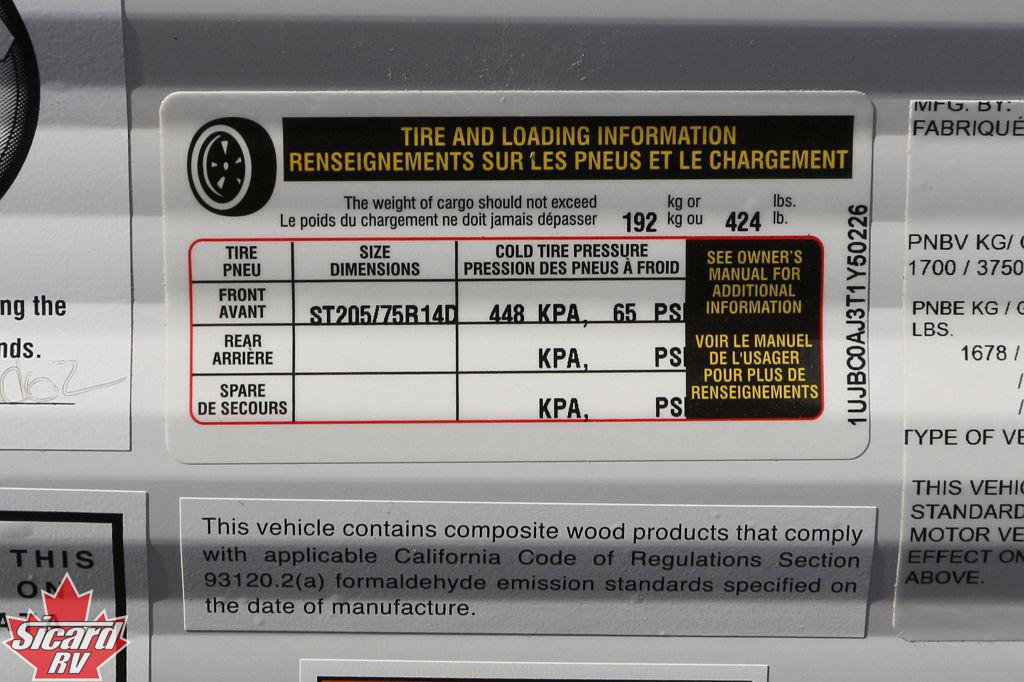 TIRE AND LOADING INFORMATION
RENSEIGNEMENTS SUR LES PNEUS ET LE CHARGEMENT
The weight of cargo should not exceed kg or lbs.
Le poids du chargement ne doit jamais dépasser 192 kg ou 424 lb.
TIRE SIZE COLD TIRE PRESSURE
PNEU DIMENSIONS PRESSION DES PNEUS À FROID
FRONT
AVANT ST205/75R14D 448 KPA, 65 PSI
REAR
ARRIÈRE KPA, PSI
SPARE
DE SECOURS KPA, PSI
SEE OWNER'S
MANUAL FOR
ADDITIONAL
INFORMATION
VOIR LE MANUEL
DE L'USAGER
POUR PLUS DE
RENSEIGNEMENTS
1UJBC0AJ3T1Y50226
This vehicle contains composite wood products that comply
with applicable California Code of Regulations Section
93120.2(a) formaldehyde emission standards specified on
the date of manufacture.
ng the
nds.
THIS
ON
MFG. BY:
FABRIQUÉ
PNBV KG/
1700 / 3750
PNBE KG /
LBS.
1678 /
TYPE OF VE
THIS VEHIC
STANDARD
MOTOR VE
EFFECT ON
ABOVE.
Sicard
RV